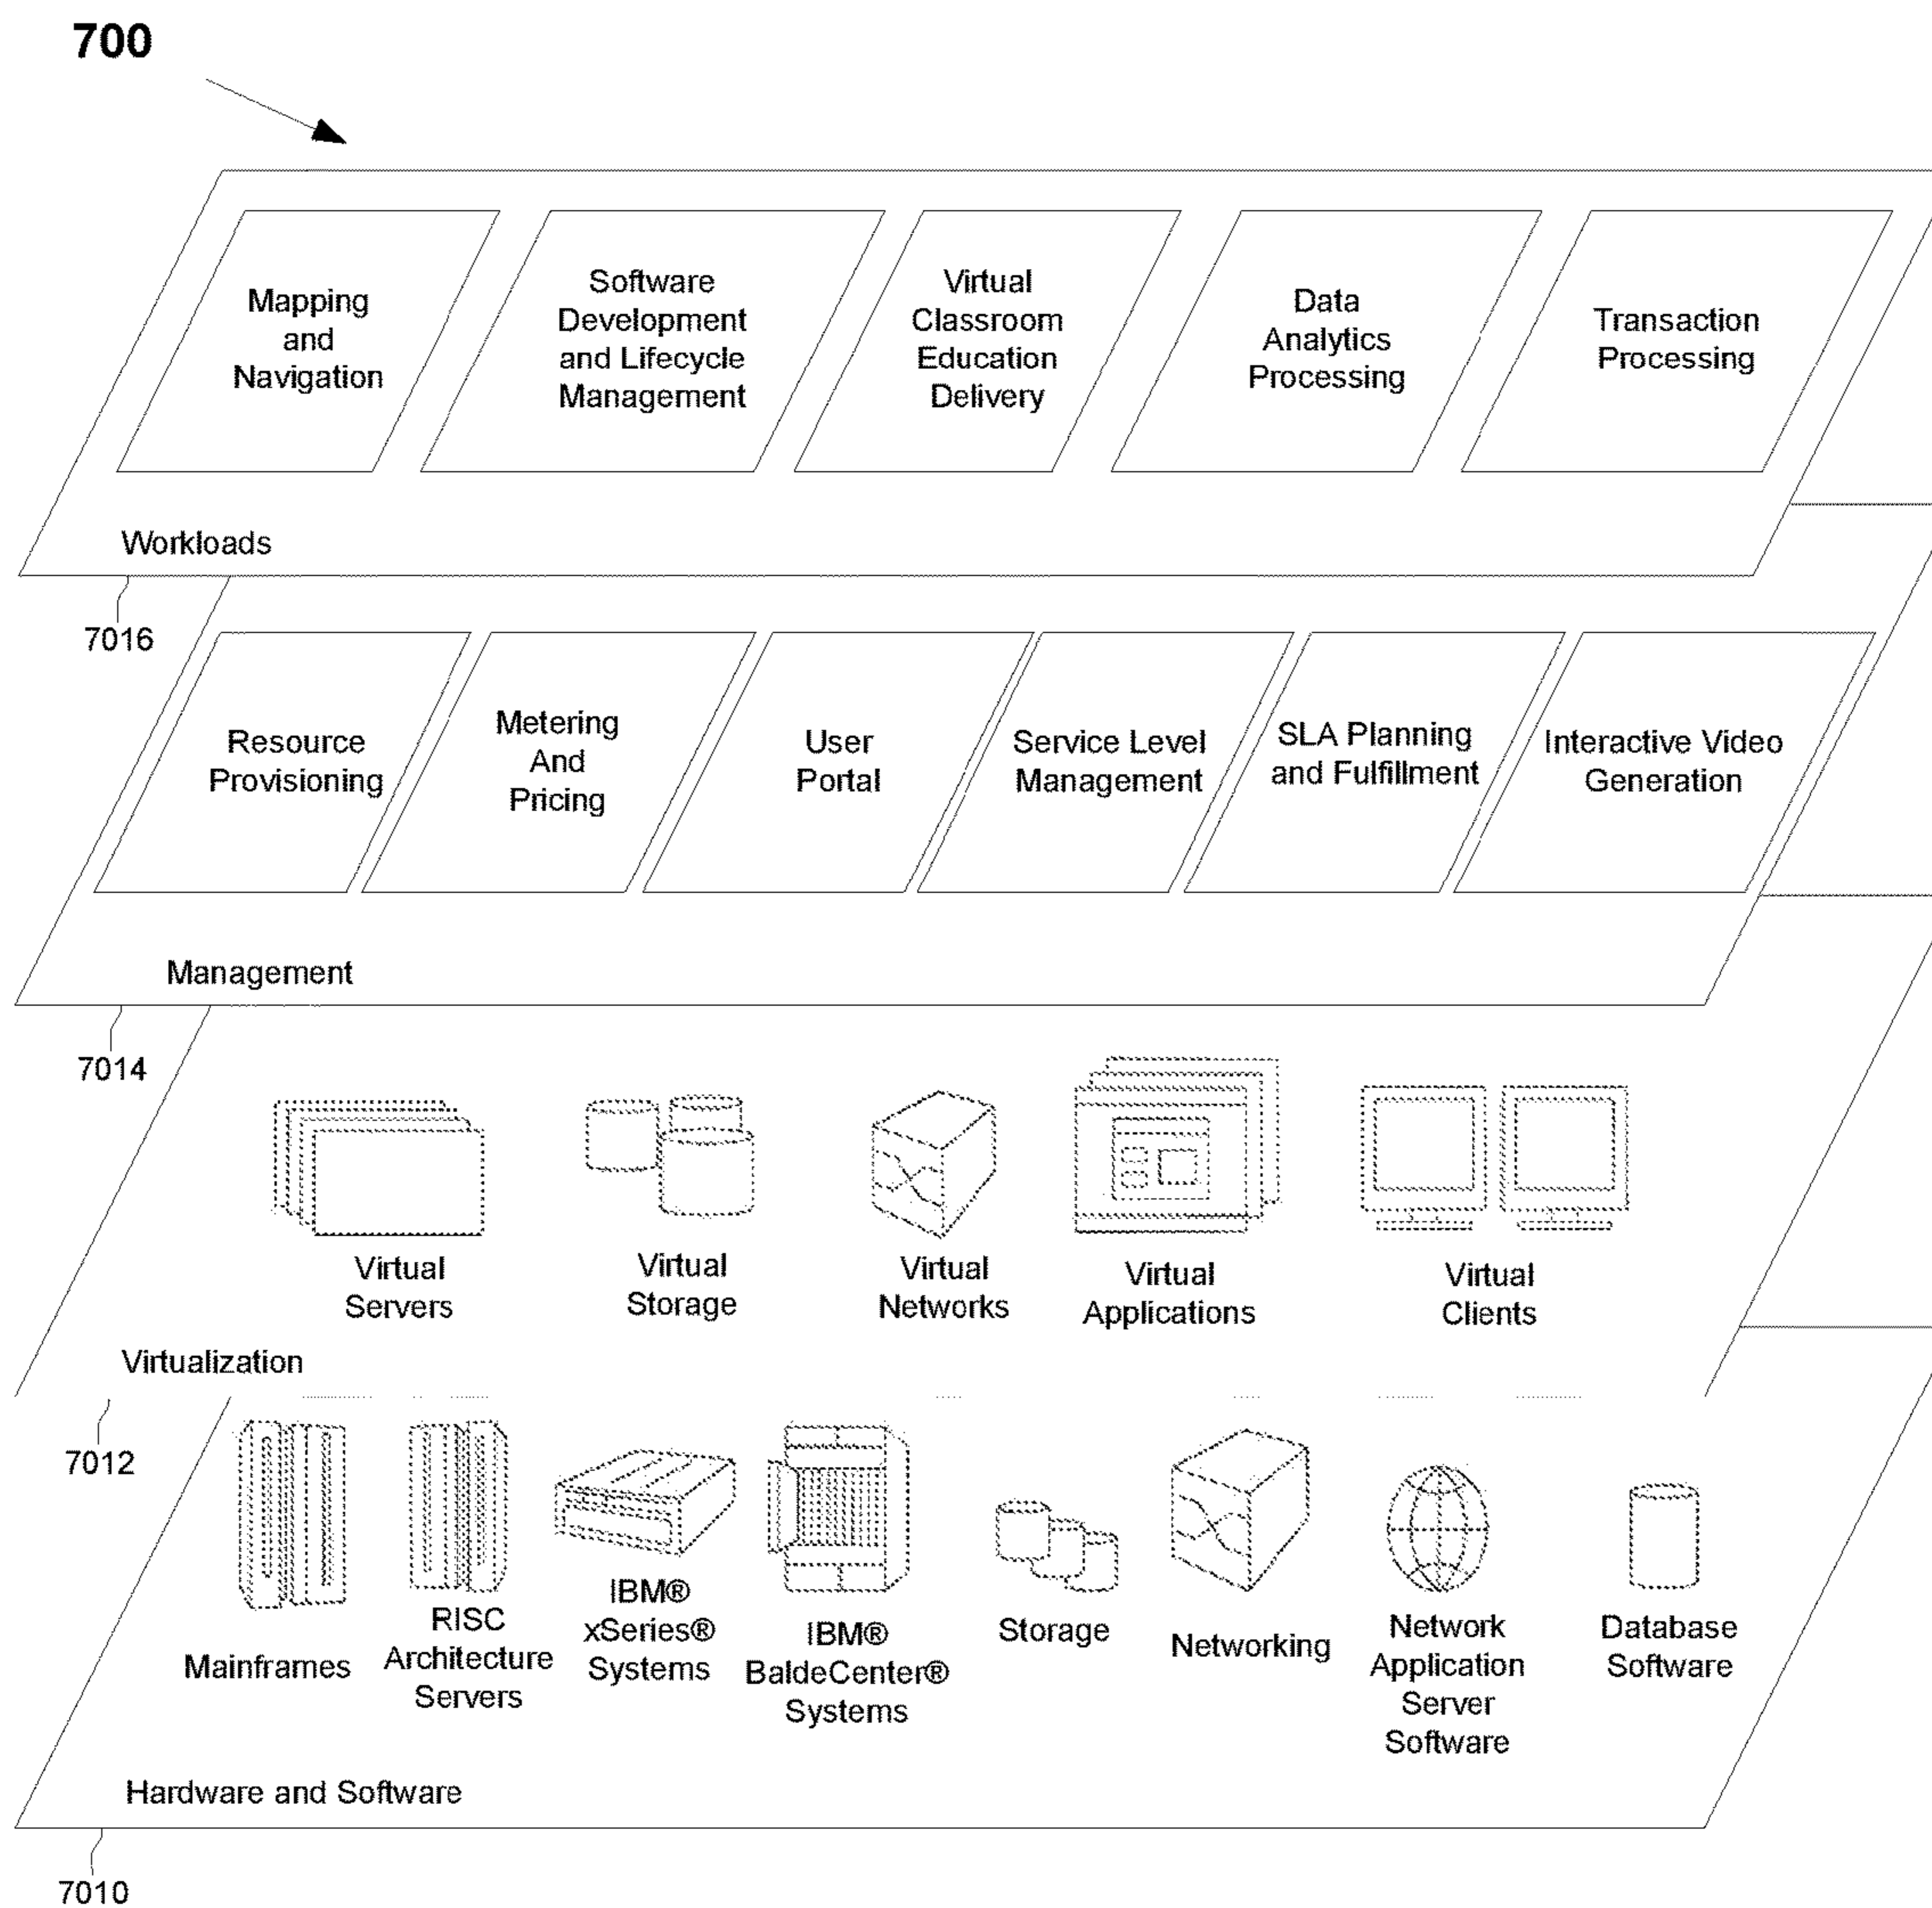 700
Mapping
and
Navigation
Software
Development
and Lifecycle
Management
Virtual
Classroom
Education
Delivery
Data
Analytics
Processing
Transaction
Processing
Workloads
7016
Resource
Provisioning
Metering
And
Pricing
User
Portal
Service Level
Management
SLA Planning
and Fulfillment
Interactive Video
Generation
Management
7014
Virtual
Servers
Virtual
Storage
Virtual
Networks
Virtual
Applications
Virtual
Clients
Virtualization
7012
Mainframes
RISC
Architecture
Servers
IBM®
xSeries®
Systems
IBM®
BaldeCenter®
Systems
Storage
Networking
Network
Application
Server
Software
Database
Software
Hardware and Software
7010